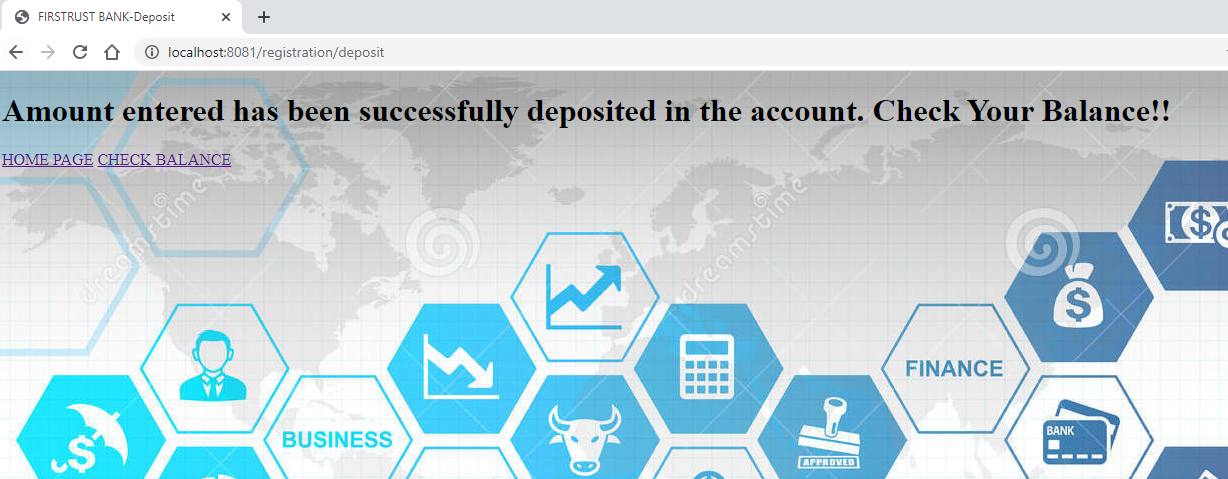 FIRSTRUST BANK-Deposit
localhost:8081/registration/deposit
Amount entered has been successfully deposited in the account. Check Your Balance!!
HOME PAGE CHECK BALANCE
dreamstime
dreamstime
FINANCE
BUSINESS
BANK
APPROVED